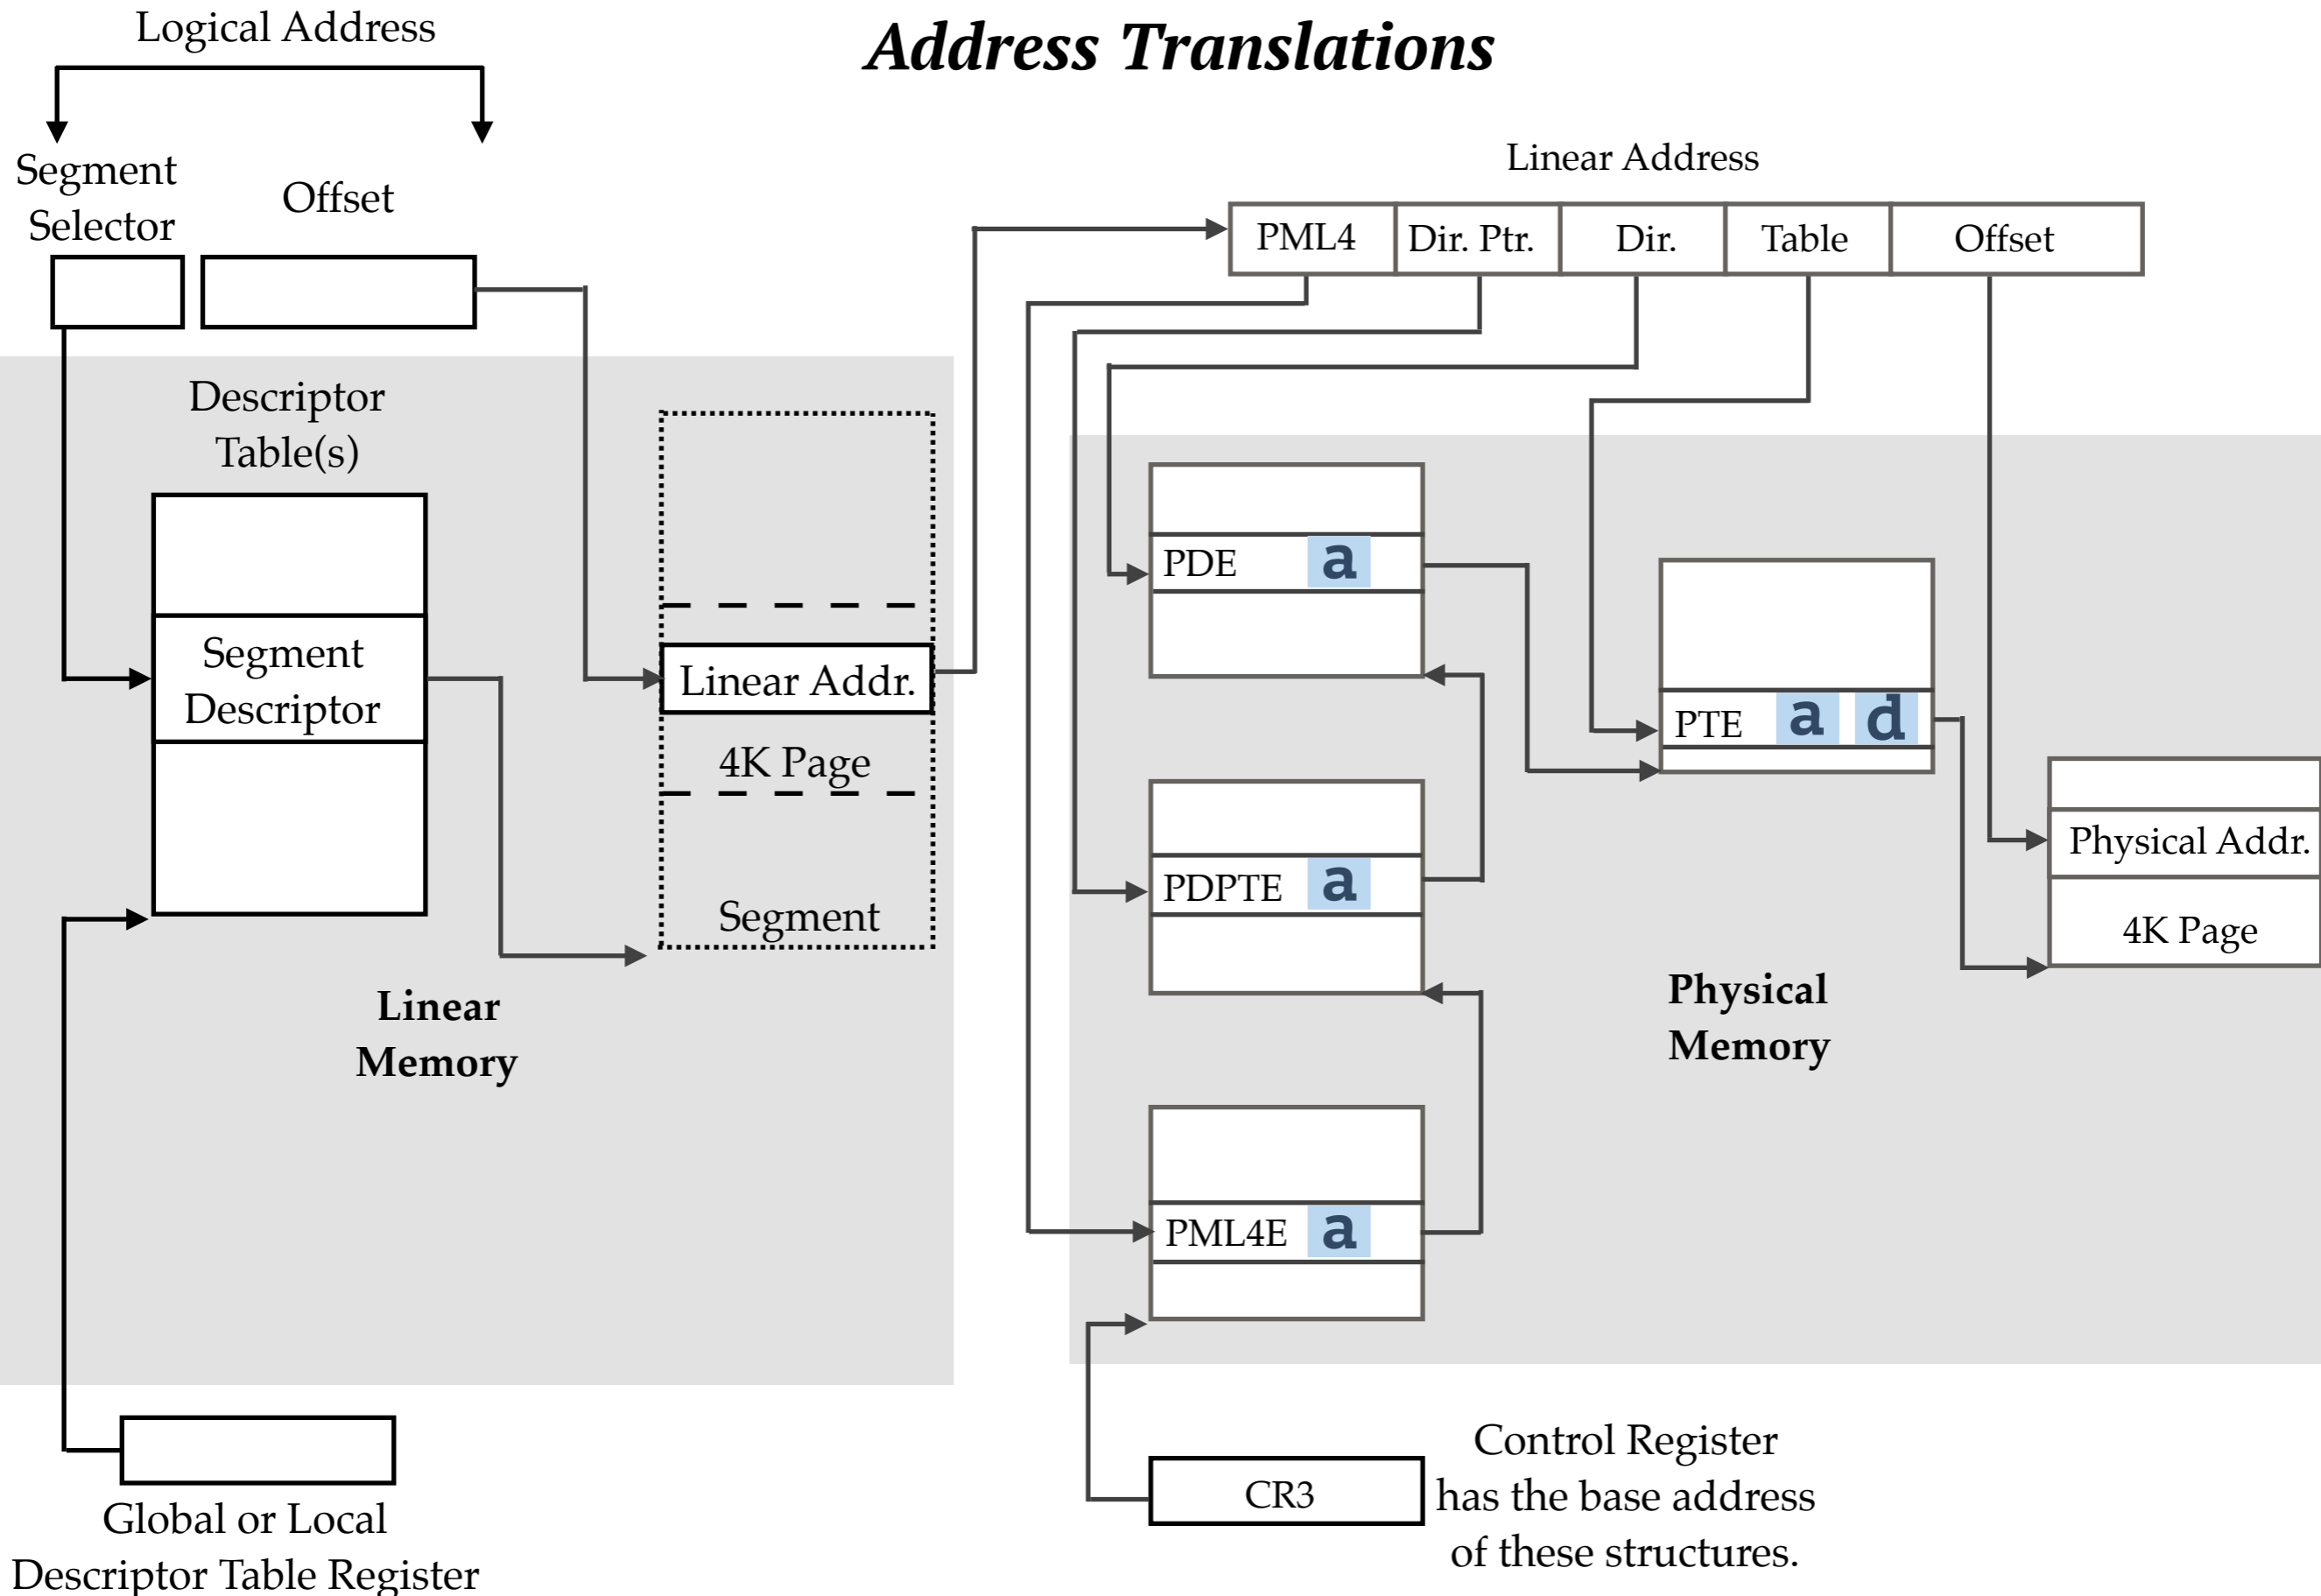 Address Translations
Logical Address
Segment
Selector
Offset
Descriptor
Table(s)
Segment
Descriptor
Linear Addr.
4K Page
Segment
Linear
Memory
Global or Local
Descriptor Table Register
Linear Address
PML4
Dir. Ptr.
Dir.
Table
Offset
PDE a
PTE a d
PDPTE a
Physical Addr.
4K Page
Physical
Memory
PML4E a
CR3
Control Register
has the base address
of these structures.